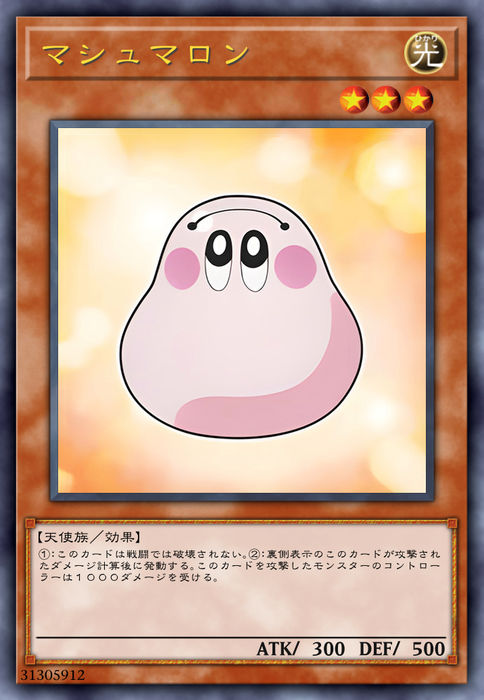 マシュマロン
ひかり
光
【天使族／効果】
①：このカードは戦闘では破壊されない。②：裏側表示のこのカードが攻撃され
たダメージ計算後に発動する。このカードを攻撃したモンスターのコントロー
ラーは１０００ダメージを受ける。
ATK/ 300 DEF/ 500
31305912